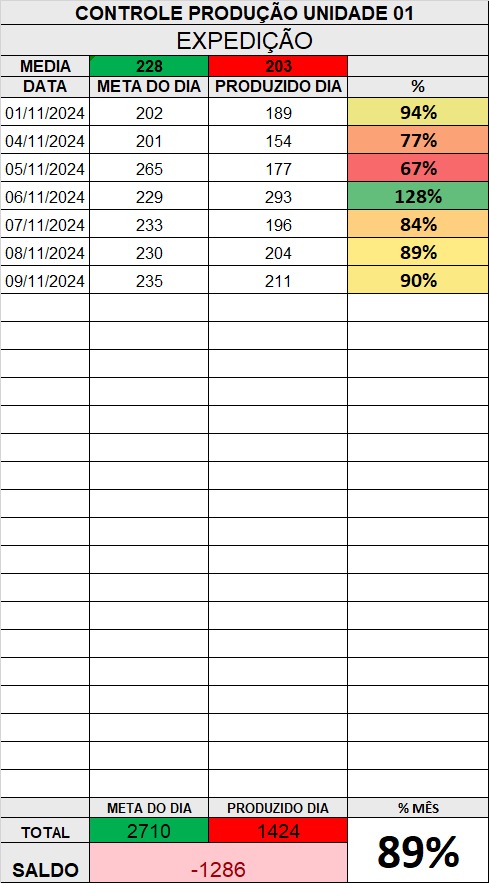 CONTROLE PRODUÇÃO UNIDADE 01
EXPEDIÇÃO
MEDIA 228 203
DATA META DO DIA PRODUZIDO DIA %
01/11/2024 202 189 94%
04/11/2024 201 154 77%
05/11/2024 265 177 67%
06/11/2024 229 293 128%
07/11/2024 233 196 84%
08/11/2024 230 204 89%
09/11/2024 235 211 90%
META DO DIA PRODUZIDO DIA % MÊS
TOTAL 2710 1424 89%
SALDO -1286